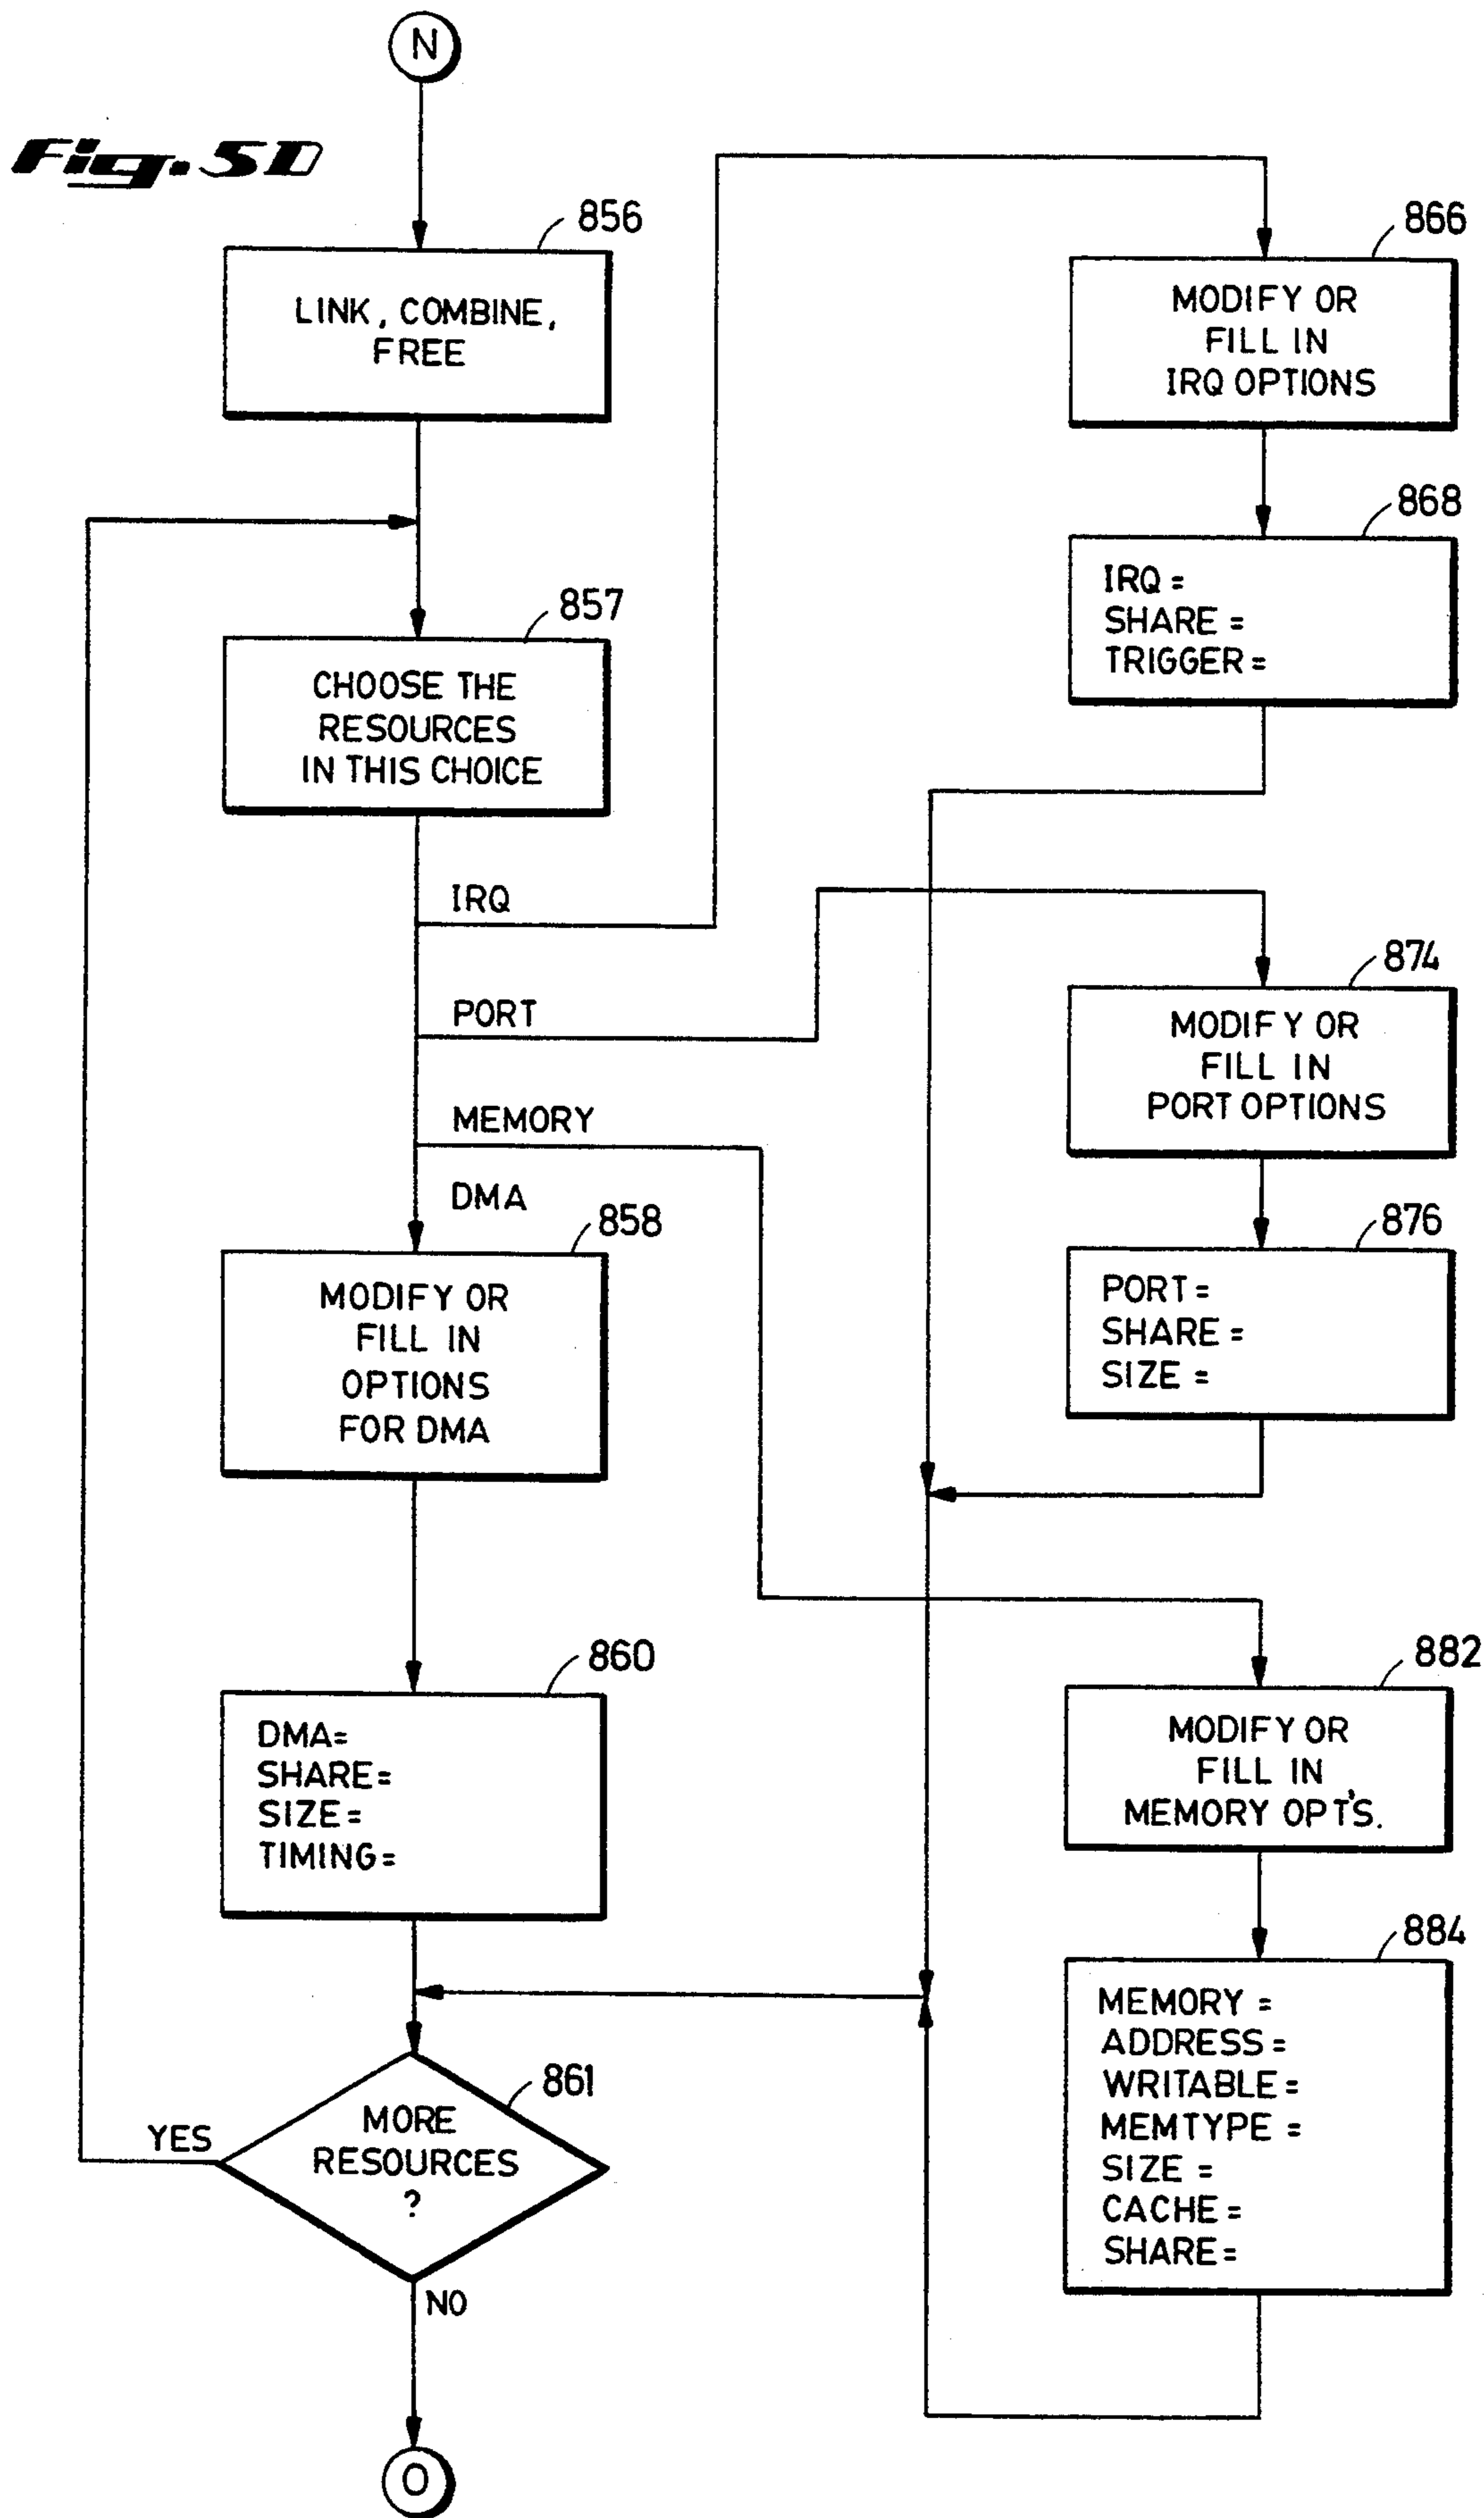 N
Fig. 5D
856
LINK, COMBINE,
FREE
857
CHOOSE THE
RESOURCES
IN THIS CHOICE
IRQ
PORT
MEMORY
DMA
858
MODIFY OR
FILL IN
OPTIONS
FOR DMA
860
DMA=
SHARE=
SIZE=
TIMING=
861
MORE
RESOURCES
?
YES
NO
O
866
MODIFY OR
FILL IN
IRQ OPTIONS
868
IRQ =
SHARE =
TRIGGER =
874
MODIFY OR
FILL IN
PORT OPTIONS
876
PORT=
SHARE =
SIZE =
882
MODIFY OR
FILL IN
MEMORY OPT'S.
884
MEMORY =
ADDRESS =
WRITABLE =
MEMTYPE =
SIZE =
CACHE =
SHARE =